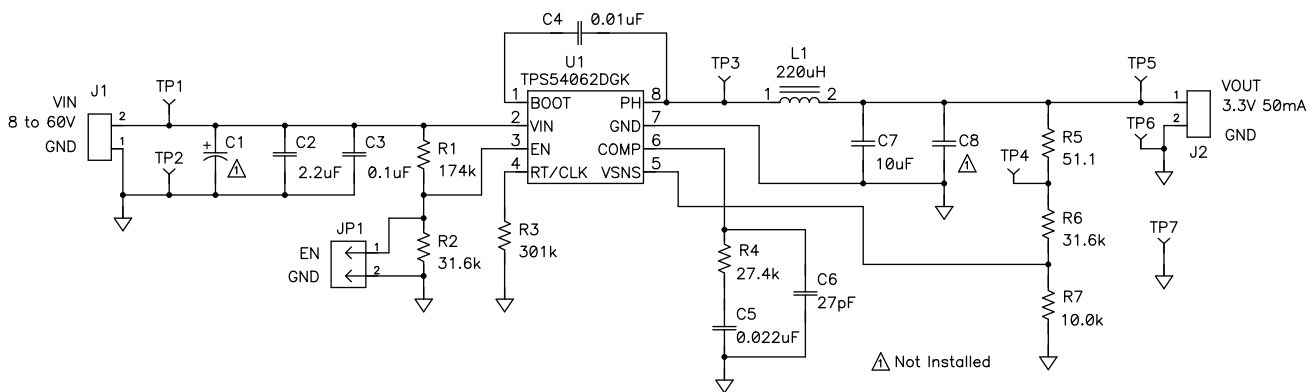 C4
0.01uF
U1
TPS54062DGK
1 BOOT
PH 8
2 VIN
GND 7
3 EN
COMP 6
4 RT/CLK
VSNS 5
J1
VIN
8 to 60V
GND
2
1
TP1
TP2
+
C1
1
C2
2.2uF
C3
0.1uF
R1
174k
JP1
EN
GND
1
2
R2
31.6k
R3
301k
TP3
L1
220uH
1 2
C7
10uF
C8
1
R4
27.4k
C5
0.022uF
C6
27pF
TP4
R5
51.1
R6
31.6k
R7
10.0k
TP5
TP6
1
2
VOUT
3.3V 50mA
GND
J2
TP7
1 Not Installed